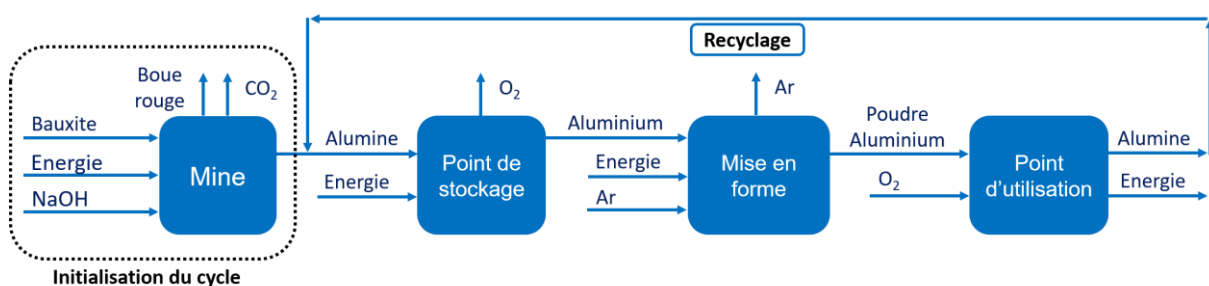 Recyclage
Boue
rouge
CO2
O2
Ar
Bauxite
Energie
NaOH
Mine
Alumine
Energie
Point de
stockage
Aluminium
Energie
Ar
Mise en
forme
Poudre
Aluminium
O2
Point
d'utilisation
Alumine
Energie
Initialisation du cycle